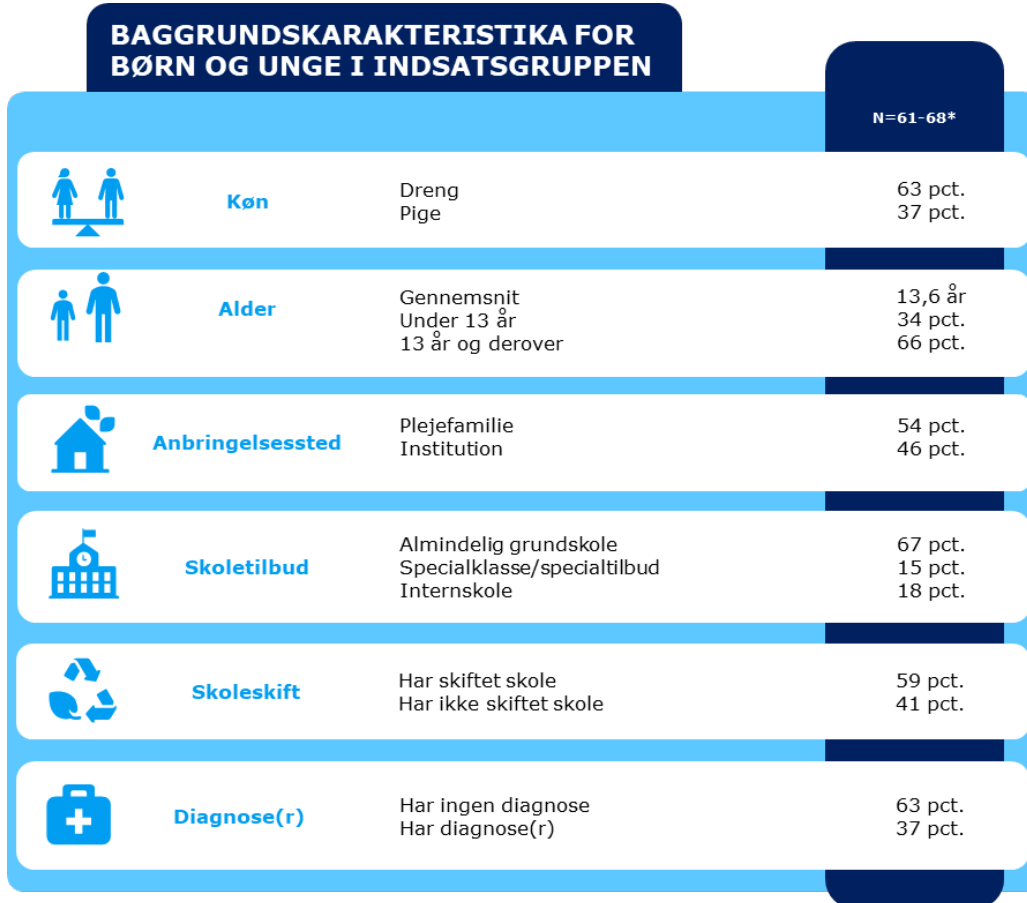 BAGGRUNDSKARAKTERISTIKA FOR
BØRN OG UNGE I INDSATSGRUPPEN
N=61-68*
Køn
Dreng 63 pct.
Pige 37 pct.
Alder
Gennemsnit 13,6 år
Under 13 år 34 pct.
13 år og derover 66 pct.
Anbringelsessted
Plejefamilie 54 pct.
Institution 46 pct.
Skoletilbud
Almindelig grundskole 67 pct.
Specialklasse/specialtilbud 15 pct.
Internskole 18 pct.
Skoleskift
Har skiftet skole 59 pct.
Har ikke skiftet skole 41 pct.
Diagnose(r)
Har ingen diagnose 63 pct.
Har diagnose(r) 37 pct.